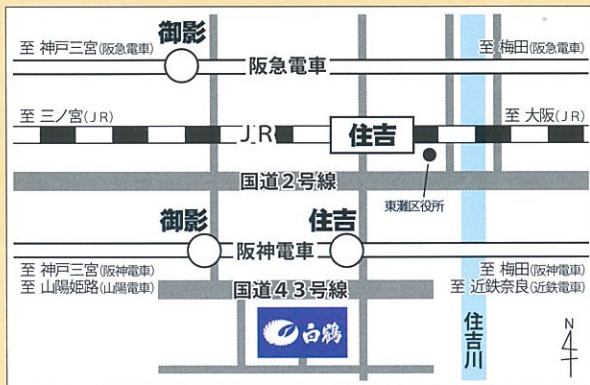 御影
至 神戸三宮(阪急電車)
阪急電車
至 梅田(阪急電車)
至 三ノ宮(JR)
JR
住吉
至 大阪(JR)
国道2号線
東灘区役所
御影
住吉
阪神電車
至 神戸三宮(阪神電車)
至 山陽姫路(山陽電車)
至 梅田(阪神電車)
至 近鉄奈良(近鉄電車)
国道43号線
白鶴
住吉川
N